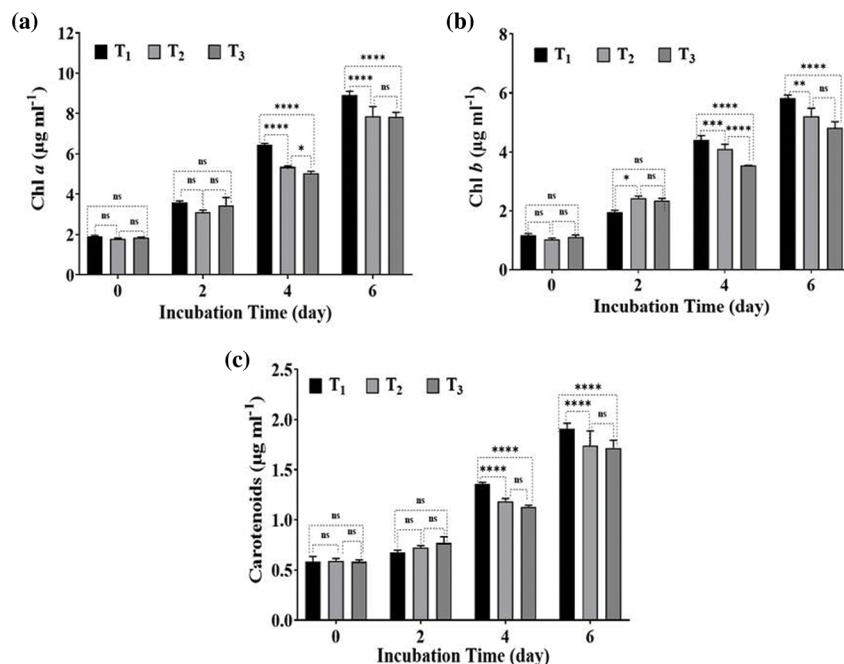 (a)
T1 T2 T3
Chl a (µg ml-1)
12
10
8
6
4
2
0
ns
ns ns
ns
ns ns
****
****
*
****
****
ns
0 2 4 6
Incubation Time (day)
(b)
T1 T2 T3
Chl b (µg ml-1)
8
6
4
2
0
ns
ns ns
ns
* ns
****
*** ****
****
** ns
0 2 4 6
Incubation Time (day)
(c)
T1 T2 T3
Carotenoids (µg ml-1)
2.5
2.0
1.5
1.0
0.5
0.0
ns
ns ns
ns
ns ns
****
****
ns
****
****
ns
0 2 4 6
Incubation Time (day)